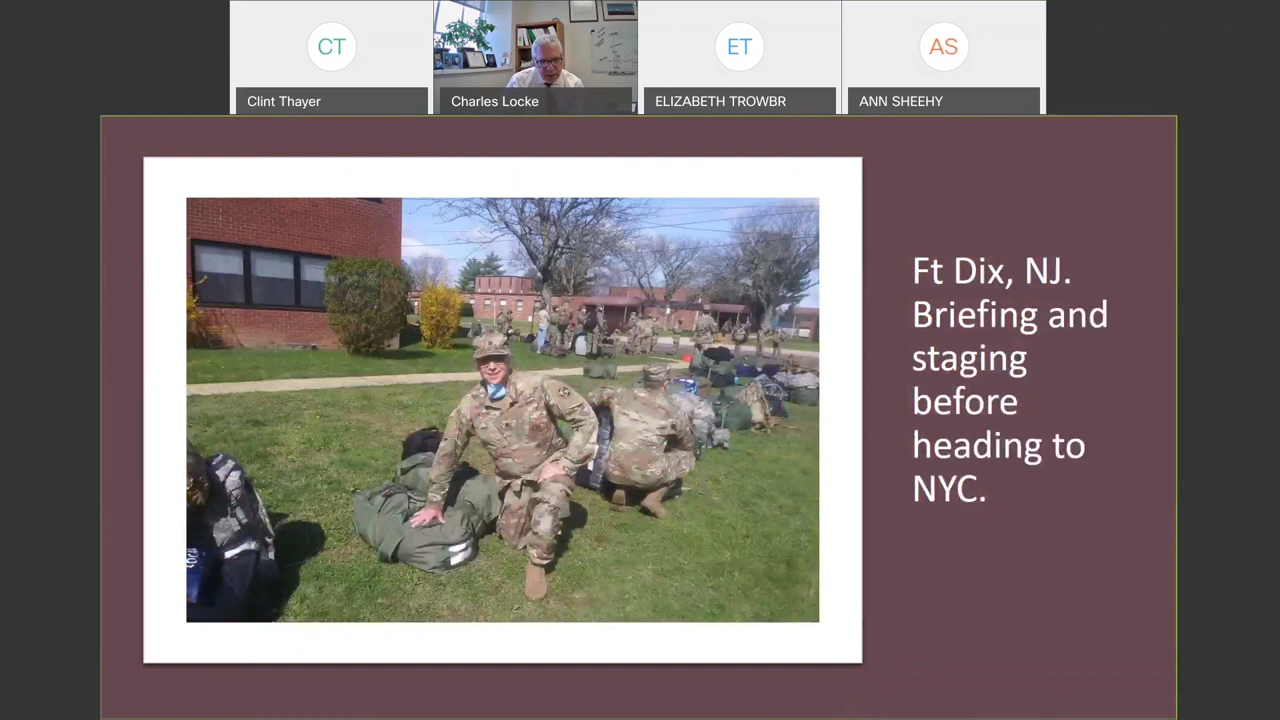 CT
ET
AS
Clint Thayer
Charles Locke
ELIZABETH TROWBR
ANN SHEEHY
Ft Dix, NJ.
Briefing and
staging
before
heading to
NYC.